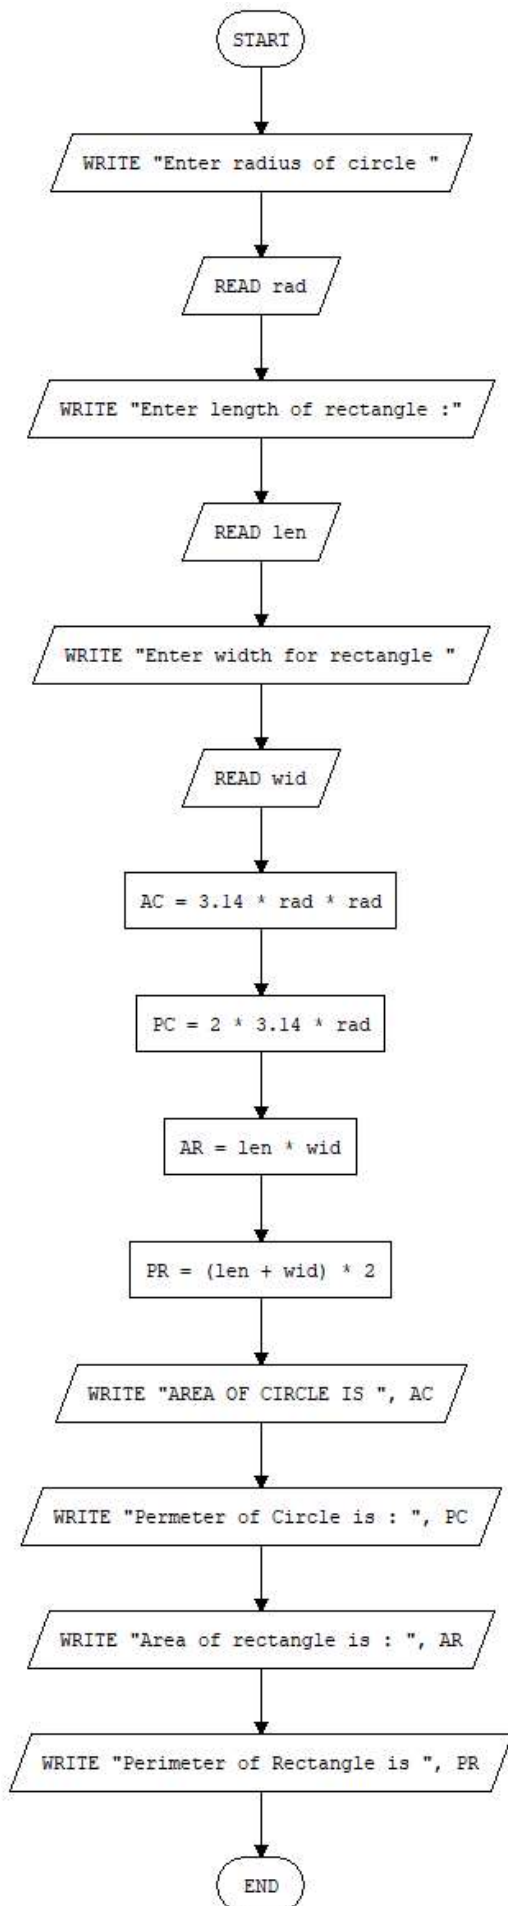 START
WRITE "Enter radius of circle "
READ rad
WRITE "Enter length of rectangle :"
READ len
WRITE "Enter width for rectangle "
READ wid
AC = 3.14 * rad * rad
PC = 2 * 3.14 * rad
AR = len * wid
PR = (len + wid) * 2
WRITE "AREA OF CIRCLE IS ", AC
WRITE "Permeter of Circle is : ", PC
WRITE "Area of rectangle is : ", AR
WRITE "Perimeter of Rectangle is ", PR
END